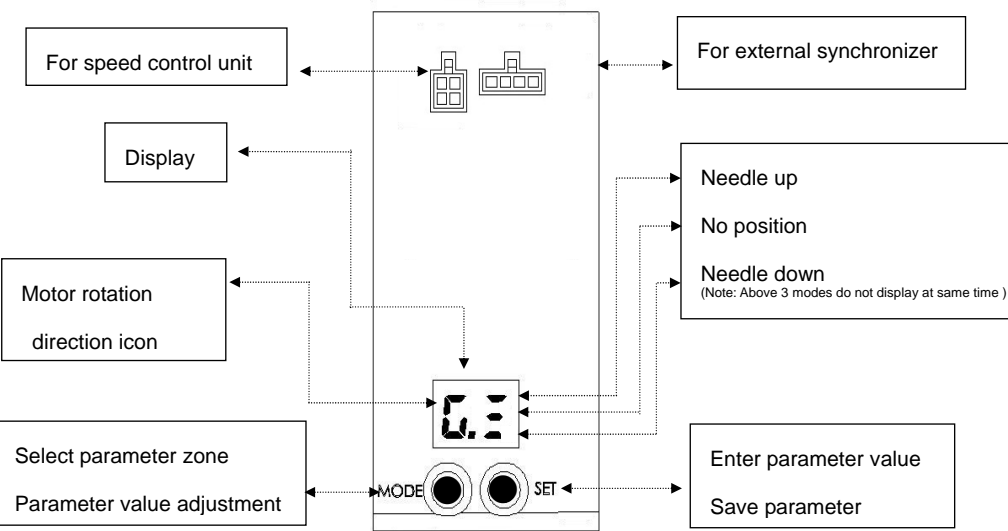 For speed control unit
For external synchronizer
Display
Needle up
No position
Needle down
(Note: Above 3 modes do not display at same time )
Motor rotation
direction icon
Select parameter zone
Parameter value adjustment
MODE
SET
Enter parameter value
Save parameter